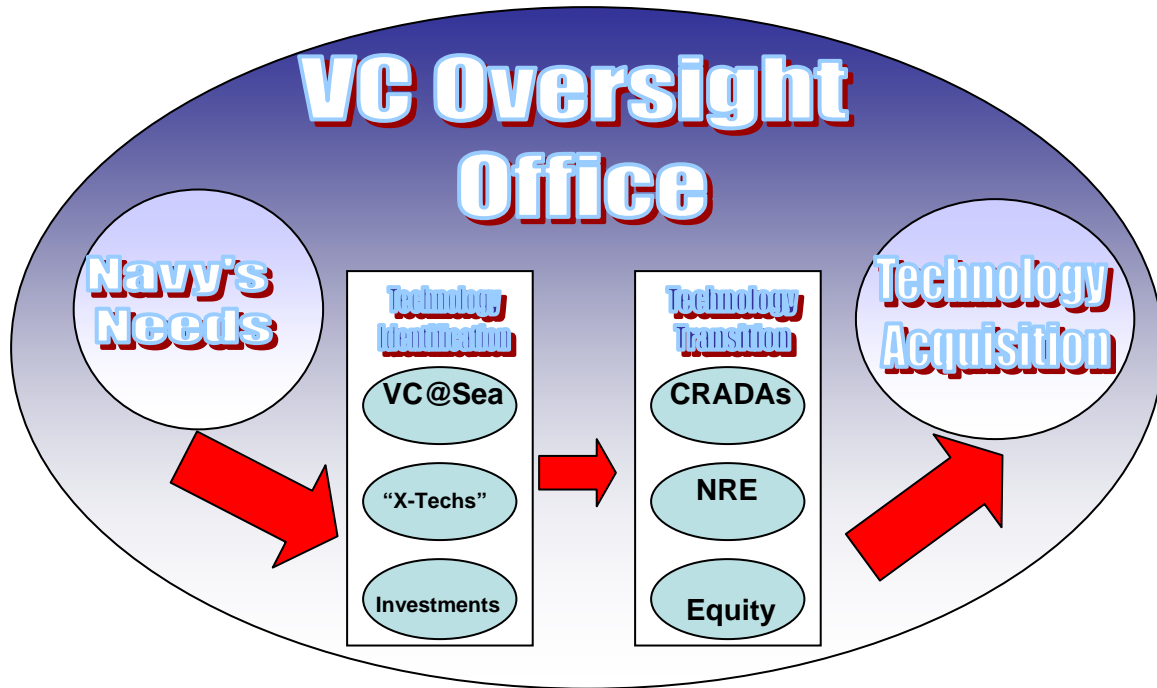 VC Oversight
Office
Navy's
Needs
Technology
Identification
VC@Sea
“X-Techs”
Investments
Technology
Transition
CRADAs
NRE
Equity
Technology
Acquisition